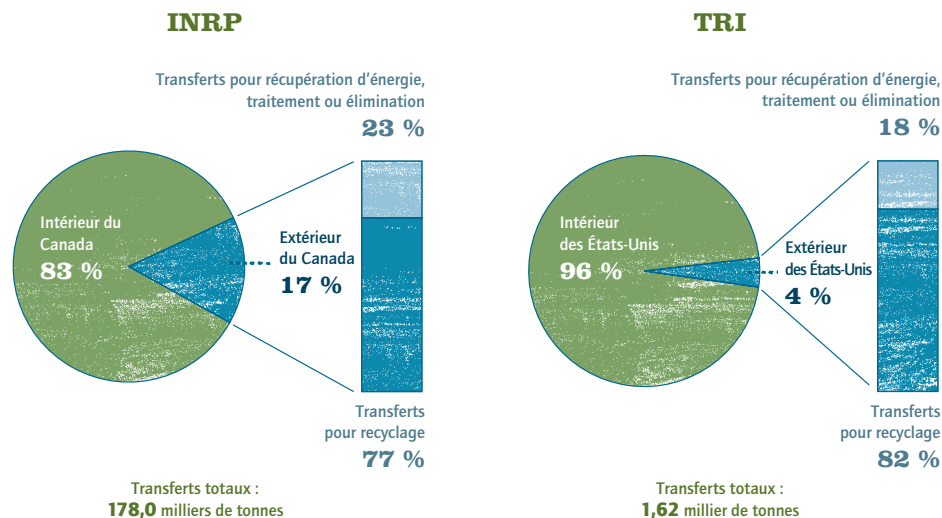 INRP
Transferts pour récupération d'énergie,
traitement ou élimination
23 %
Intérieur du
Canada
83 %
Extérieur
du Canada
17 %
Transferts
pour recyclage
77 %
Transferts totaux :
178,0 milliers de tonnes
TRI
Transferts pour récupération d'énergie,
traitement ou élimination
18 %
Intérieur
des États-Unis
96 %
Extérieur
des États-Unis
4 %
Transferts
pour recyclage
82 %
Transferts totaux :
1,62 millier de tonnes